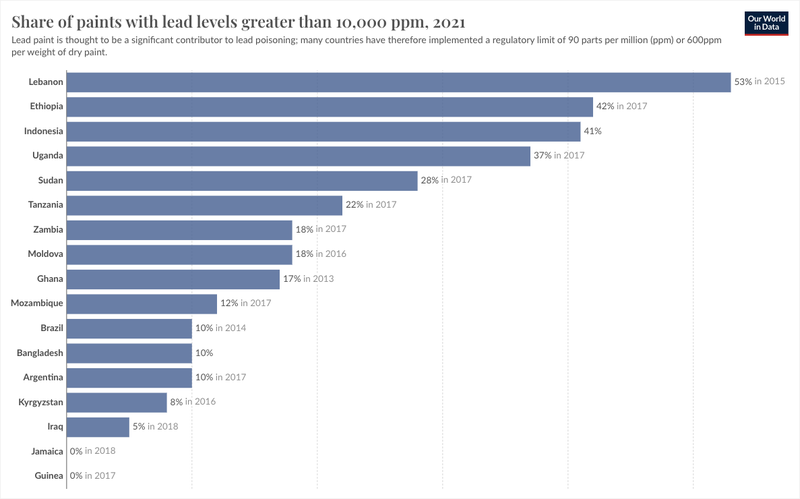 Share of paints with lead levels greater than 10,000 ppm, 2021
Our World
in Data
Lead paint is thought to be a significant contributor to lead poisoning; many countries have therefore implemented a regulatory limit of 90 parts per million (ppm) or 600ppm
per weight of dry paint.
Lebanon 53% in 2015
Ethiopia 42% in 2017
Indonesia 41%
Uganda 37% in 2017
Sudan 28% in 2017
Tanzania 22% in 2017
Zambia 18% in 2017
Moldova 18% in 2016
Ghana 17% in 2013
Mozambique 12% in 2017
Brazil 10% in 2014
Bangladesh 10%
Argentina 10% in 2017
Kyrgyzstan 8% in 2016
Iraq 5% in 2018
Jamaica 0% in 2018
Guinea 0% in 2017